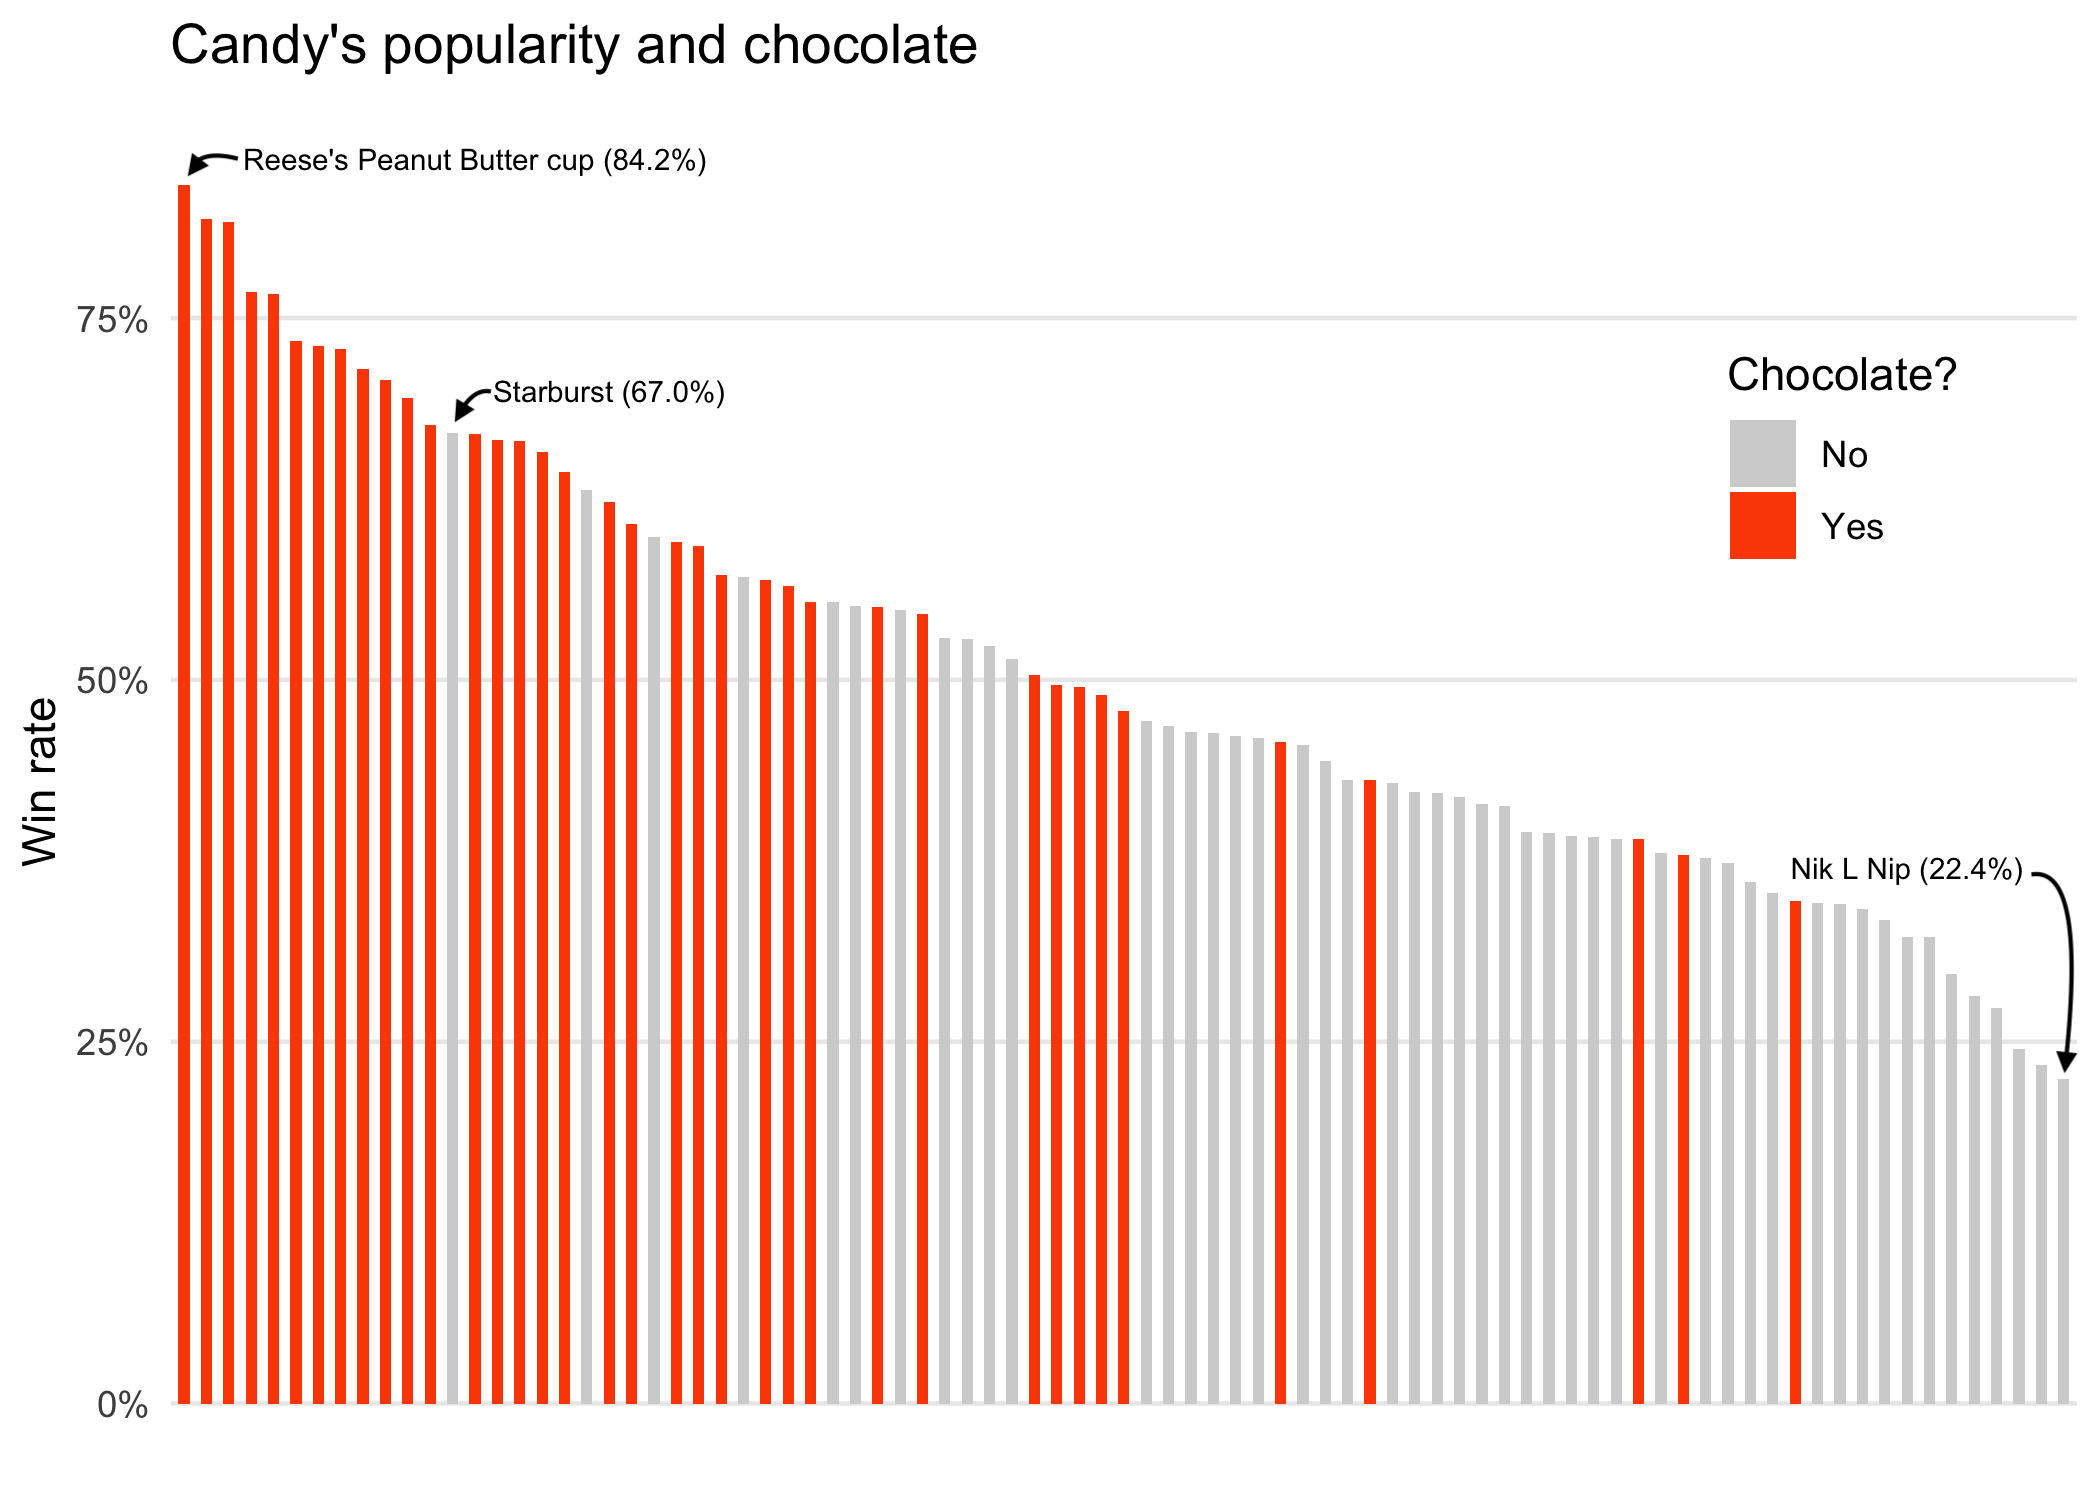 Candy's popularity and chocolate
Reese's Peanut Butter cup (84.2%)
75%
Chocolate?
Starburst (67.0%)
No
Yes
50%
Win rate
Nik L Nip (22.4%)
25%
0%